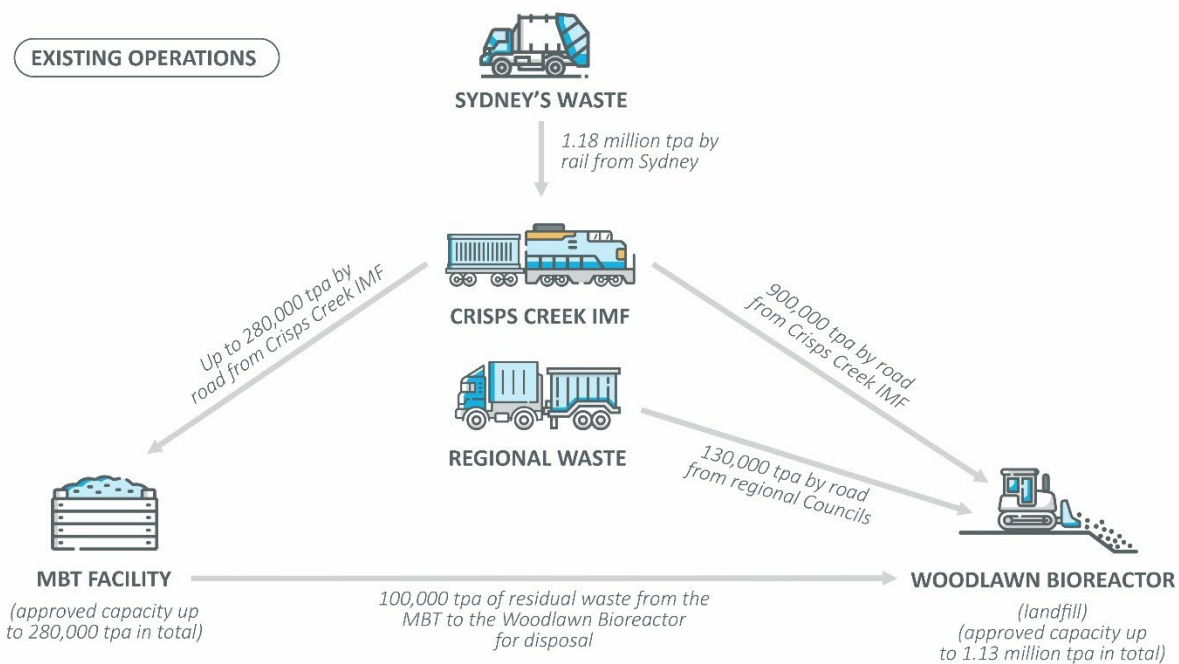 EXISTING OPERATIONS
SYDNEY'S WASTE
1.18 million tpa by
rail from Sydney
CRISPS CREEK IMF
Up to 280,000 tpa by
road from Crisps Creek IMF
900,000 tpa by road
from Crisps Creek IMF
REGIONAL WASTE
130,000 tpa by road
from regional Councils
MBT FACILITY
(approved capacity up
to 280,000 tpa in total)
100,000 tpa of residual waste from the
MBT to the Woodlawn Bioreactor
for disposal
WOODLAWN BIOREACTOR
(landfill)
(approved capacity up
to 1.13 million tpa in total)